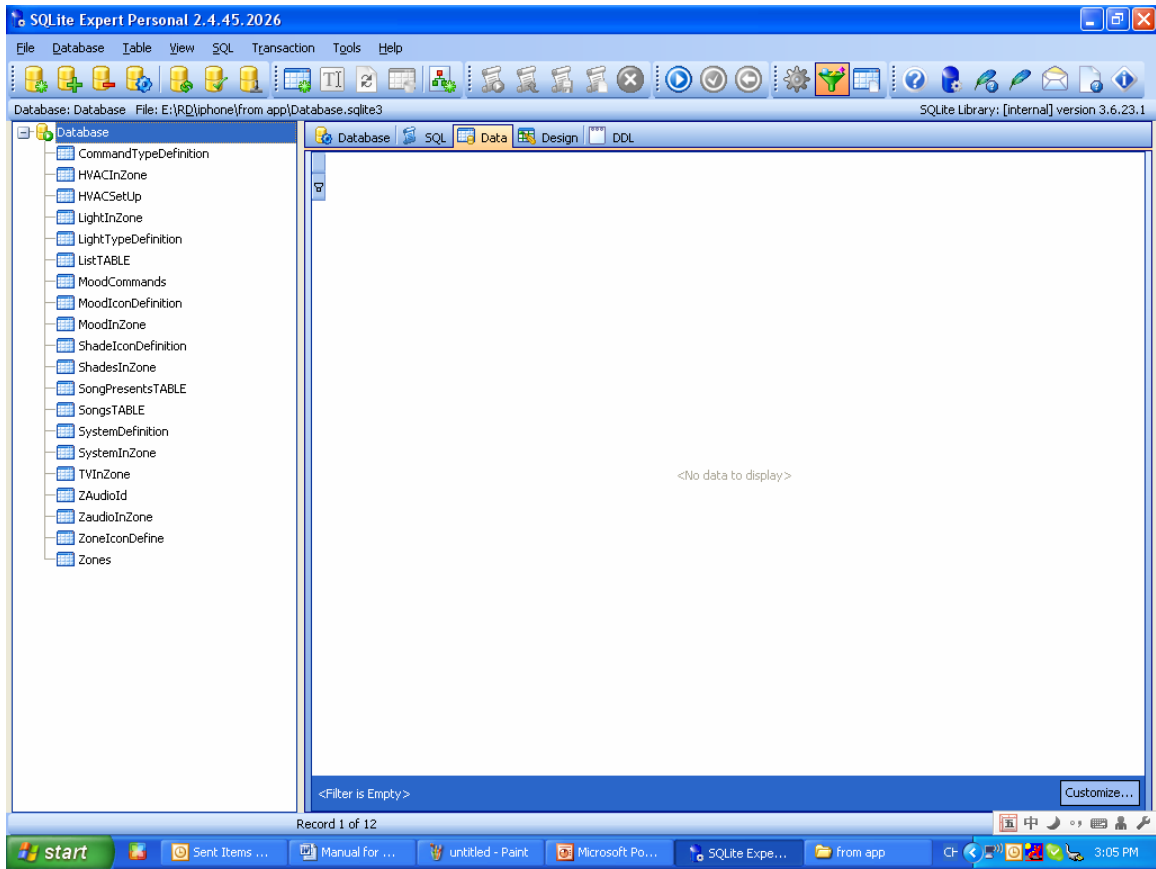 SQLite Expert Personal 2.4.45.2026
File Database Table View SQL Transaction Tools Help
Database: Database File: E:\RD\iphone\from app\Database.sqlite3 SQLite Library: [internal] version 3.6.23.1
Database
CommandTypeDefinition
HVACInZone
HVACSetUp
LightInZone
LightTypeDefinition
ListTABLE
MoodCommands
MoodIconDefinition
MoodInZone
ShadeIconDefinition
ShadesInZone
SongPresentsTABLE
SongsTABLE
SystemDefinition
SystemInZone
TVInZone
ZAudioId
ZaudioInZone
ZoneIconDefine
Zones
Database SQL Data Design DDL
<No data to display>
<Filter is Empty> Customize...
Record 1 of 12
五 中
start Sent Items ... Manual for ... untitled - Paint Microsoft Po... SQLite Expe... from app CH 3:05 PM